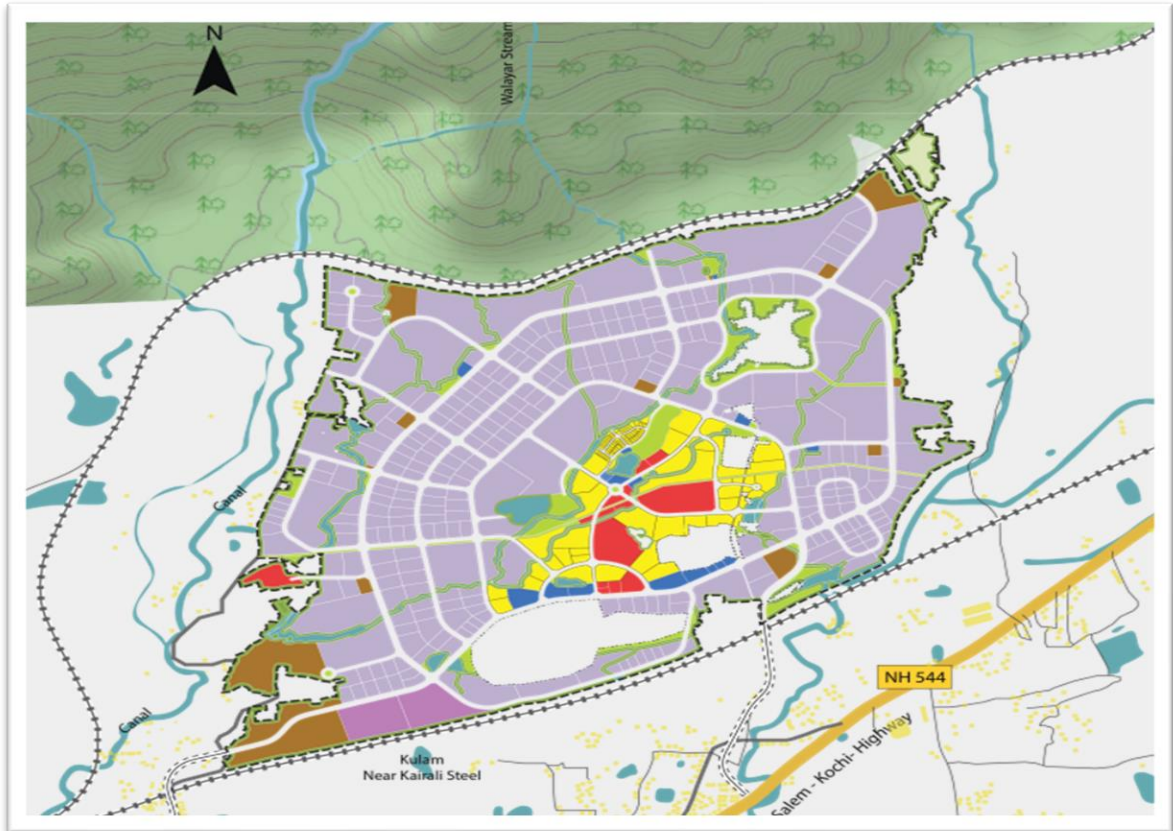 N
Walayar Stream
Canal
Canal
NH 544
Kulam
Near Kairali Steel
Salem - Kochi- Highway